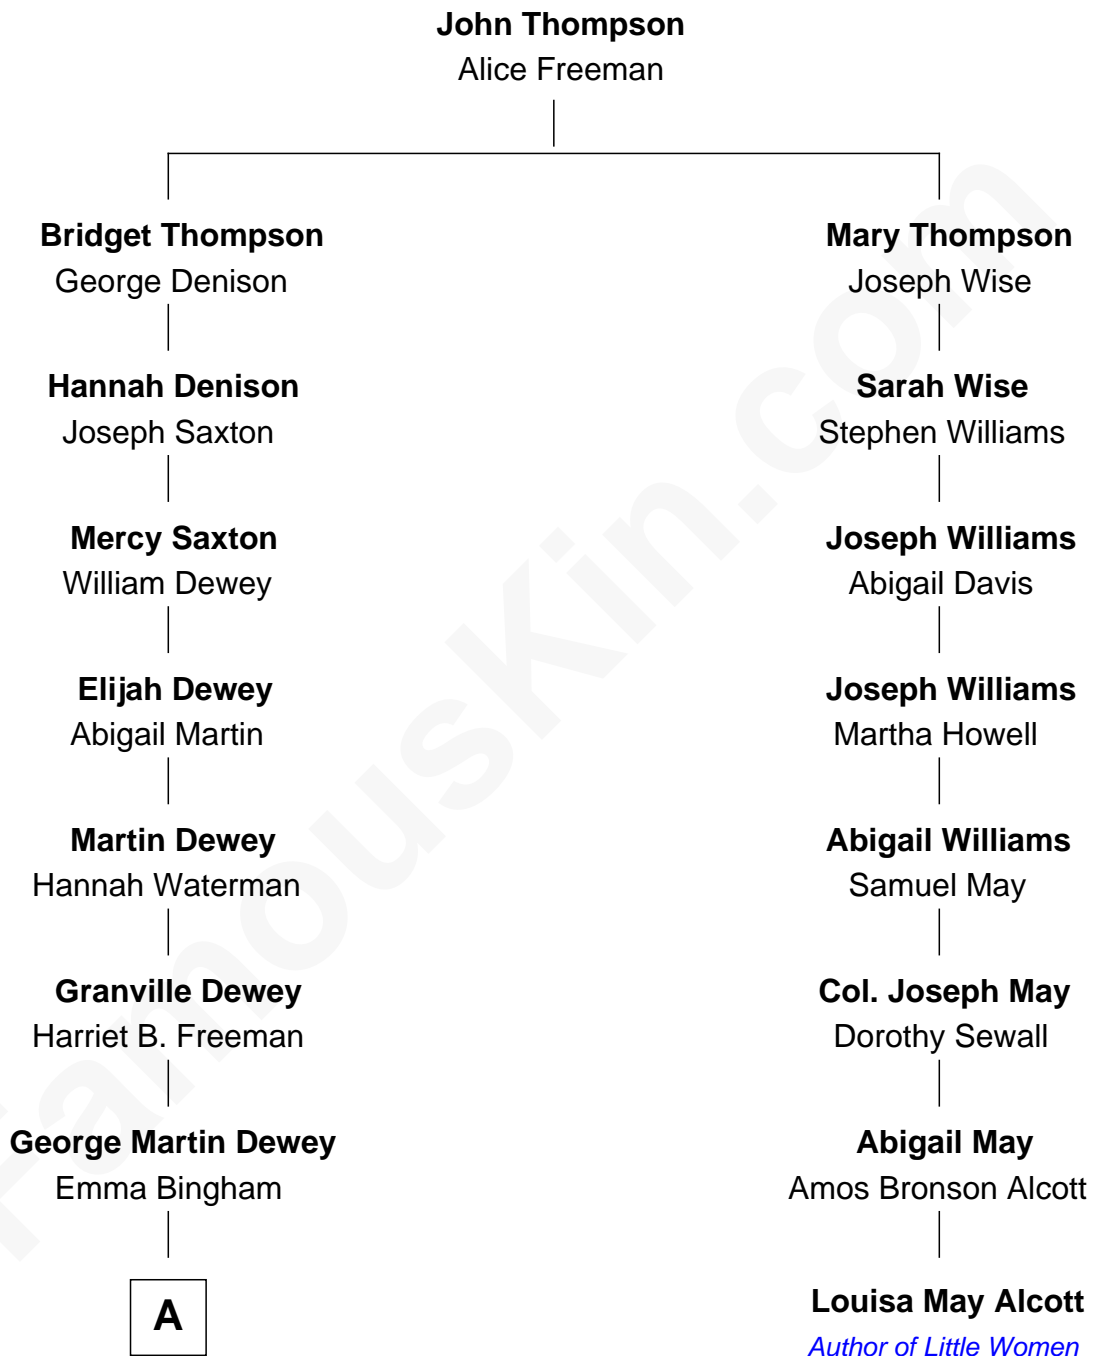 John Thompson
Alice Freeman
Bridget Thompson
George Denison
Mary Thompson
Joseph Wise
Hannah Denison
Joseph Saxton
Sarah Wise
Stephen Williams
Mercy Saxton
William Dewey
Joseph Williams
Abigail Davis
Elijah Dewey
Abigail Martin
Joseph Williams
Martha Howell
Martin Dewey
Hannah Waterman
Abigail Williams
Samuel May
Granville Dewey
Harriet B. Freeman
Col. Joseph May
Dorothy Sewall
George Martin Dewey
Emma Bingham
Abigail May
Amos Bronson Alcott
A
Louisa May Alcott
Author of Little Women
FamousKin.com